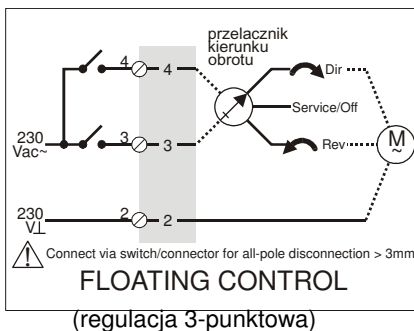 przelacznik
kierunku
obrotu
4 4 Dir
Service/Off
230
Vac~
3 3 Rev
M
~
230
V⊥
2 2
Connect via switch/connector for all-pole disconnection > 3mm
FLOATING CONTROL
(regulacja 3-punktowa)